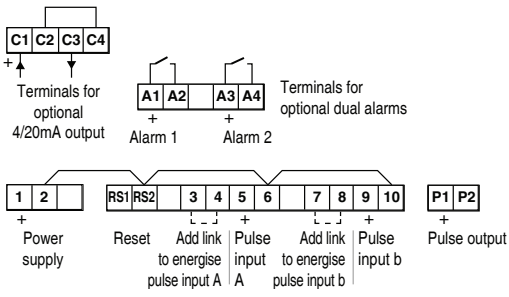 C1 C2 C3 C4
+
Terminals for
optional
4/20mA output
A1 A2 A3 A4
+ +
Alarm 1 Alarm 2
Terminals for
optional dual alarms
1 2 RS1 RS2 3 4 5 6 7 8 9 10 P1 P2
+ + + +
Power
supply
Reset
Add link
to energise
pulse input A
Pulse
input
A
Add link
to energise
pulse input b
Pulse
input b
Pulse output